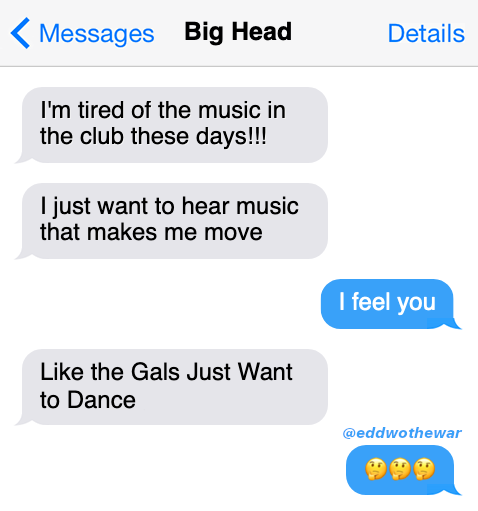 Messages Big Head Details
I'm tired of the music in
the club these days!!!
I just want to hear music
that makes me move
I feel you
Like the Gals Just Want
to Dance
@eddwothewar
🤔🤔🤔